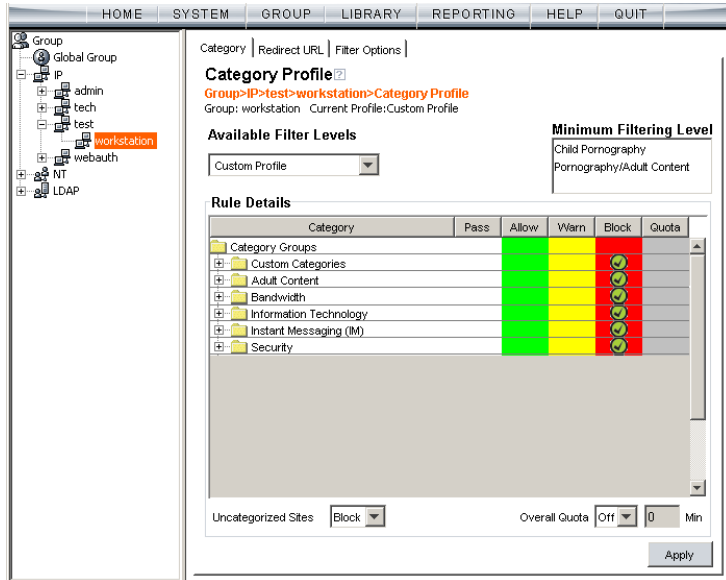 HOME SYSTEM GROUP LIBRARY REPORTING HELP QUIT
Group
Global Group
IP
admin
tech
test
workstation
webauth
NT
LDAP
Category Redirect URL Filter Options
Category Profile ?
Group>IP>test>workstation>Category Profile
Group: workstation Current Profile:Custom Profile
Available Filter Levels
Custom Profile
Minimum Filtering Level
Child Pornography
Pornography/Adult Content
Rule Details
Category Pass Allow Warn Block Quota
Category Groups
Custom Categories
Adult Content
Bandwidth
Information Technology
Instant Messaging (IM)
Security
Uncategorized Sites Block Overall Quota Off 0 Min
Apply